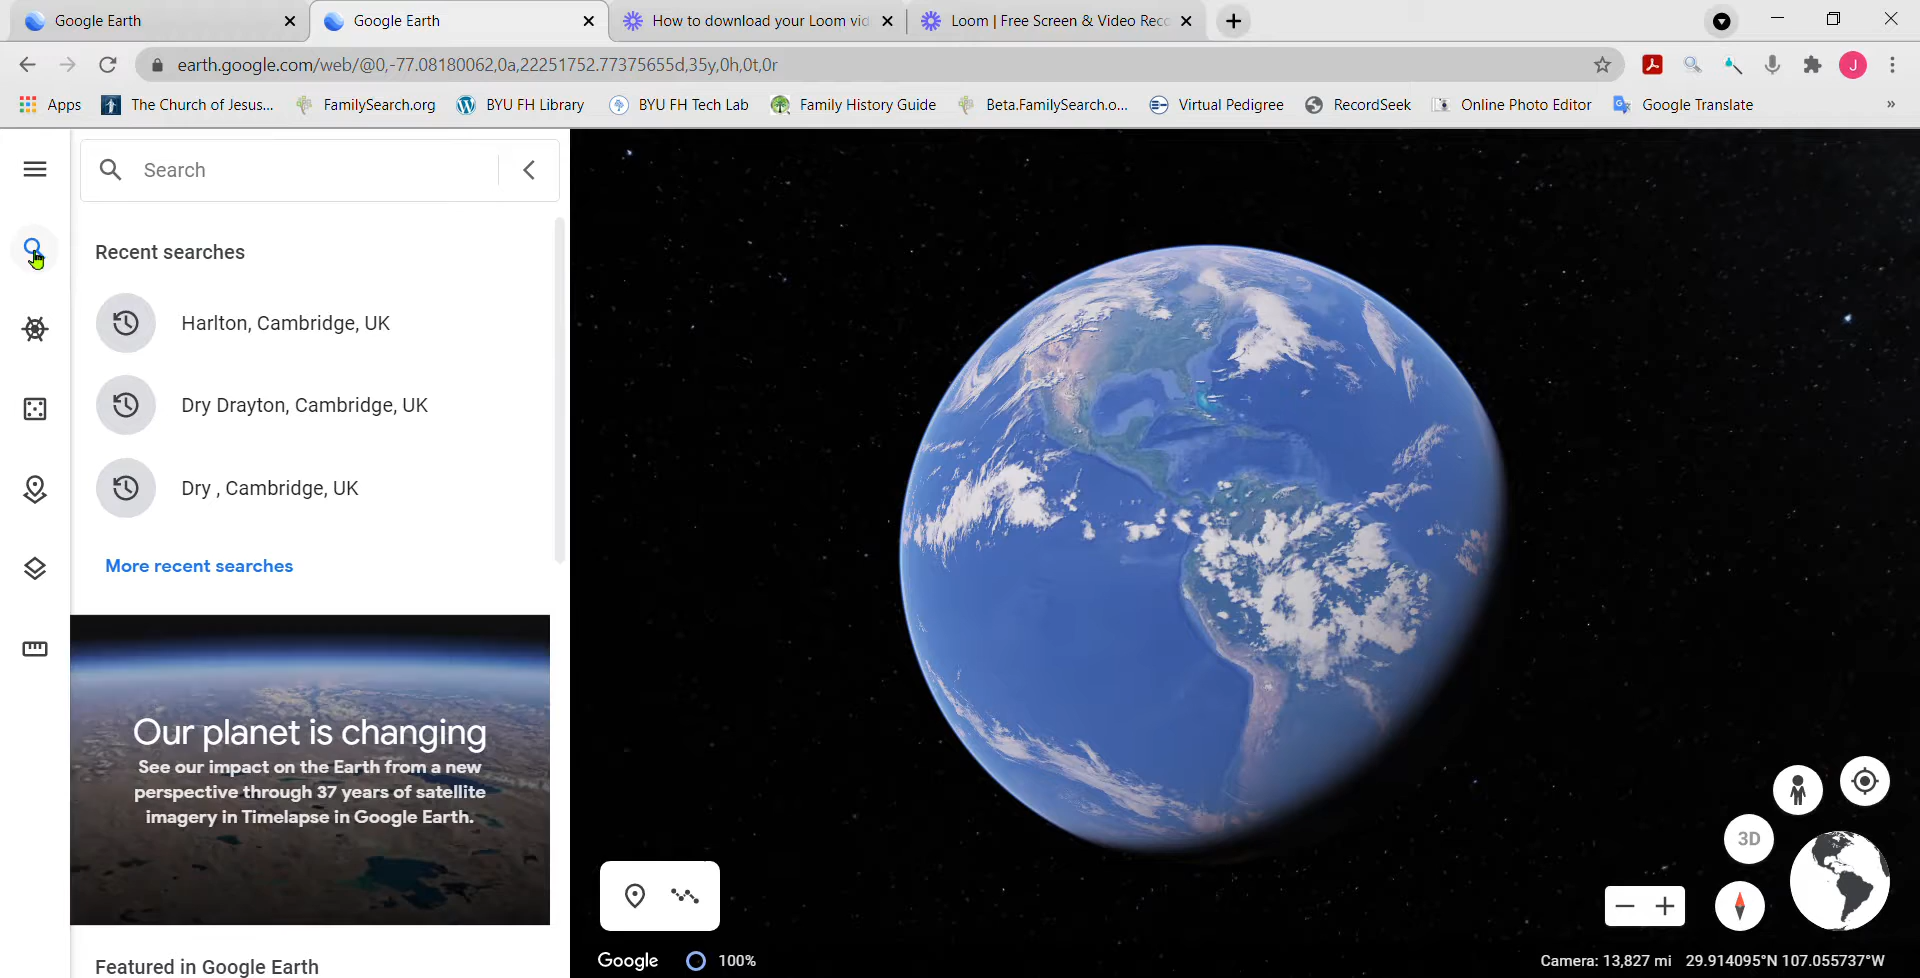 Google Earth
Google Earth
How to download your Loom vid
Loom | Free Screen & Video Reco
earth.google.com/web/@0,-77.08180062,0a,22251752.77375655d,35y,0h,0t,0r
J
Apps
The Church of Jesus...
FamilySearch.org
BYU FH Library
BYU FH Tech Lab
Family History Guide
Beta.FamilySearch.o...
Virtual Pedigree
RecordSeek
Online Photo Editor
Google Translate
»
Search
Recent searches
Harlton, Cambridge, UK
Dry Drayton, Cambridge, UK
Dry , Cambridge, UK
More recent searches
Our planet is changing
See our impact on the Earth from a new
perspective through 37 years of satellite
imagery in Timelapse in Google Earth.
Featured in Google Earth
3D
Google
100%
Camera: 13,827 mi 29.914095°N 107.055737°W